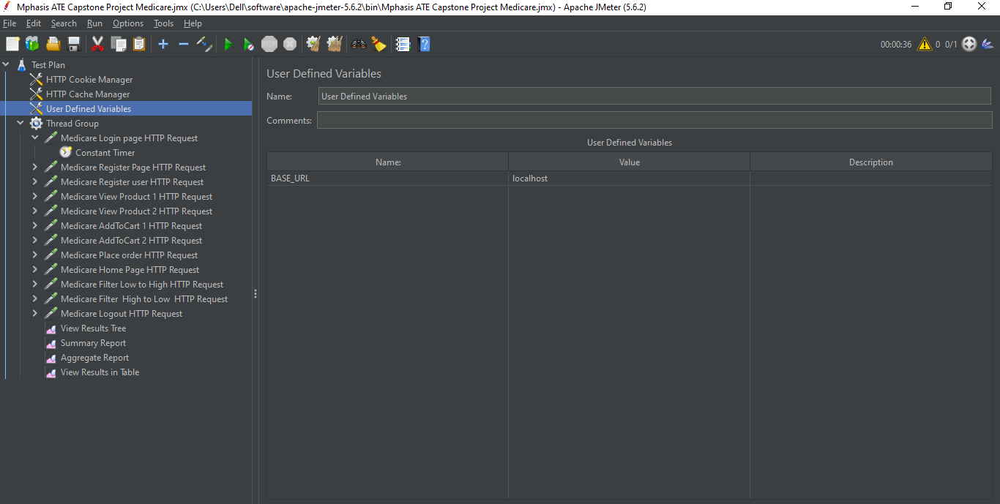 Mphasis ATE Capstone Project Medicare.jmx (C:\Users\Dell\software\apache-jmeter-5.6.2\bin\Mphasis ATE Capstone Project Medicare.jmx) - Apache JMeter (5.6.2)
File Edit Search Run Options Tools Help
00:00:36 0 0/1
Test Plan
HTTP Cookie Manager
HTTP Cache Manager
User Defined Variables
Thread Group
Medicare Login page HTTP Request
Constant Timer
Medicare Register Page HTTP Request
Medicare Register user HTTP Request
Medicare View Product 1 HTTP Request
Medicare View Product 2 HTTP Request
Medicare AddToCart 1 HTTP Request
Medicare AddToCart 2 HTTP Request
Medicare Place order HTTP Request
Medicare Home Page HTTP Request
Medicare Filter Low to High HTTP Request
Medicare Filter  High to Low  HTTP Request
Medicare Logout HTTP Request
View Results Tree
Summary Report
Aggregate Report
View Results in Table
User Defined Variables
Name: User Defined Variables
Comments:
User Defined Variables
Name: Value Description
BASE_URL localhost